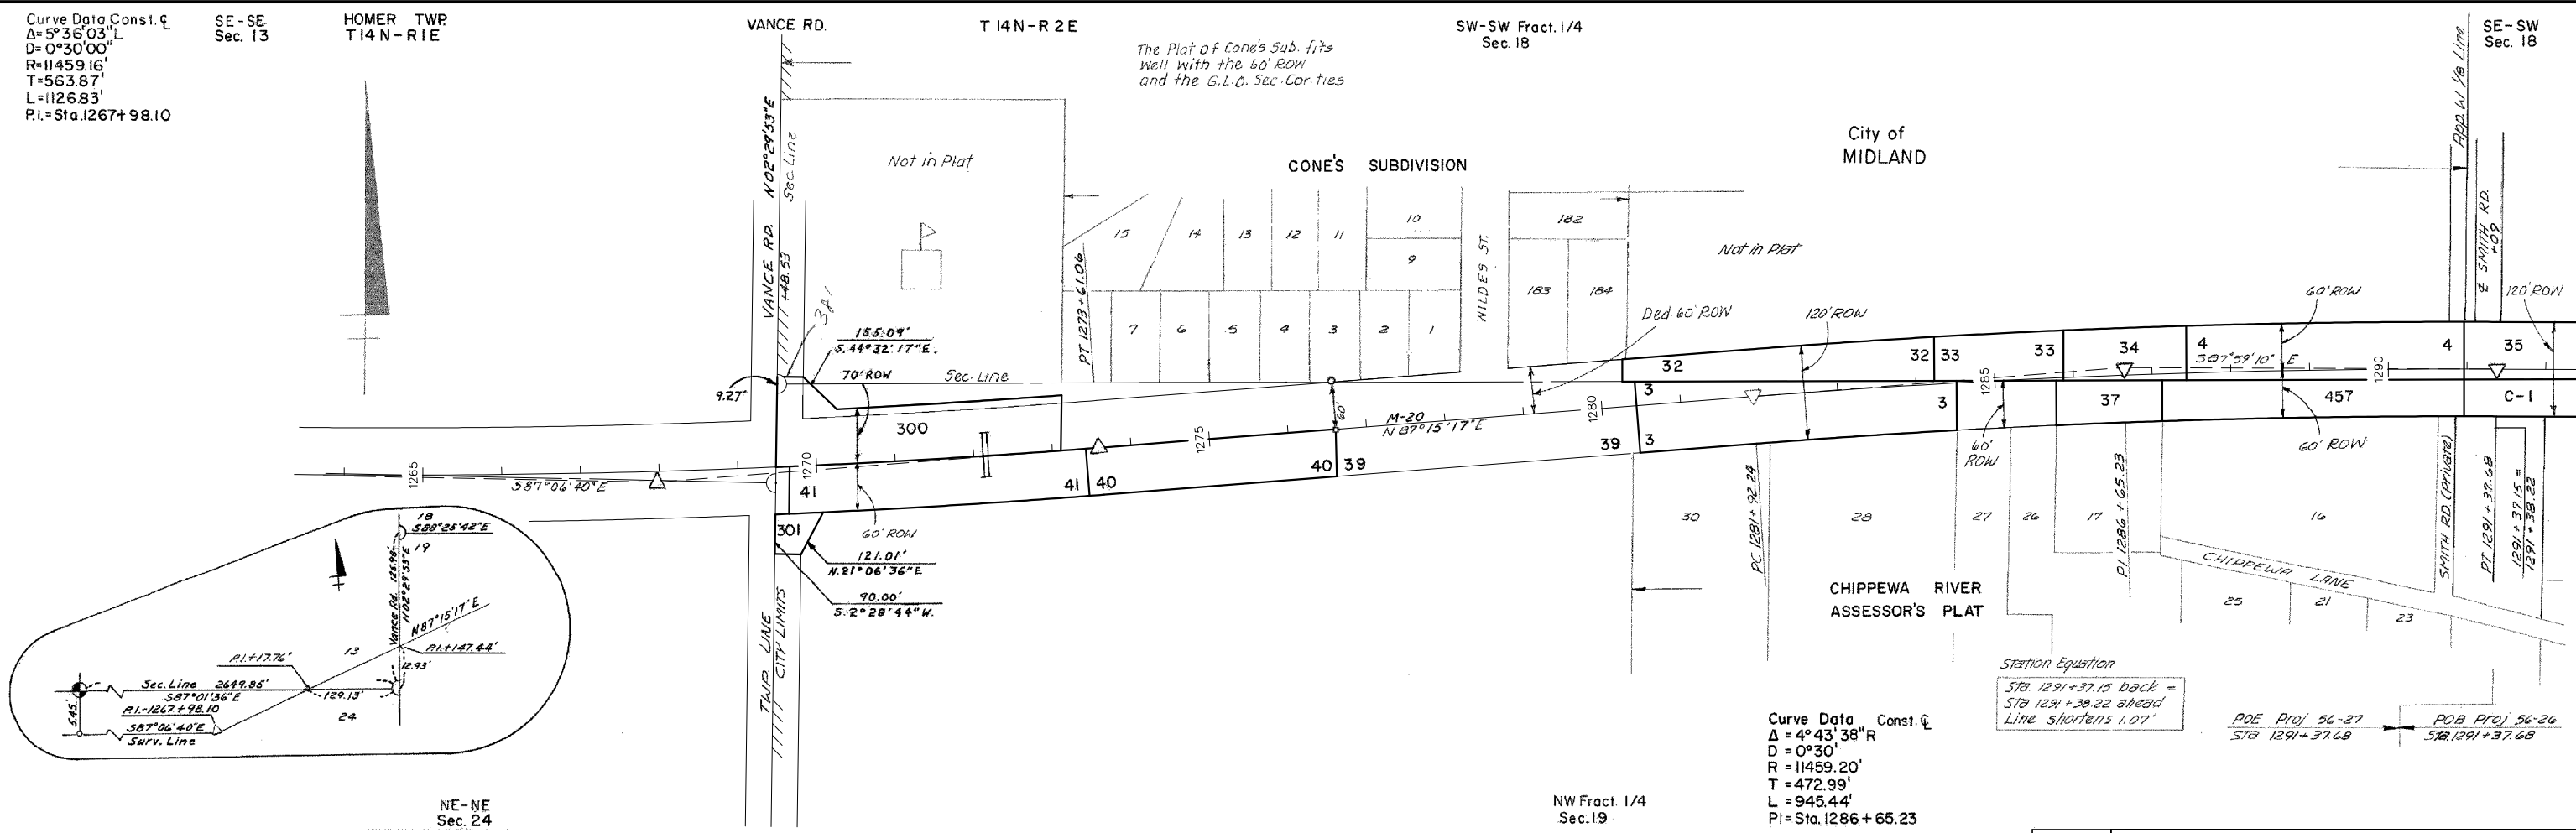 Curve Data Const. ℄
Δ=5°36'03"L
D=0°30'00"
R=11459.16'
T=563.87'
L=1126.83'
P.I.=Sta.1267+98.10
SE-SE
Sec. 13
HOMER TWP.
T14N-R1E
VANCE RD.
T14N-R2E
The Plat of Cone's Sub. fits
well with the 60' ROW
and the G.L.O. Sec. Cor. ties
SW-SW Fract. 1/4
Sec. 18
SE-SW
Sec. 18
App. W 1/8 Line
City of
MIDLAND
VANCE RD. N02°29'53"E
Sec. Line
+48.53
Not in Plat
CONE'S SUBDIVISION
15
14
13
12
11
10
9
7
6
5
4
3
2
1
WILDES ST.
182
183
184
Not in Plat
℄ SMITH RD.
+09
PT 1273+61.06
38'
155.09'
S.44°32'17"E.
70' ROW
Sec. Line
9.27'
Ded. 60' ROW
120' ROW
60' ROW
120' ROW
32
32
33
33
34
4
4
35
S87°59'10" E
1290
300
60'
M-20
N 87°15'17"E
1280
3
3
3
1285
37
457
C-1
1265
S87°06'40"E
1270
1275
41
41
40
40
39
39
60' ROW
60' ROW
60' ROW
301
121.01'
N.21°06'36"E
90.00'
S.2°28'44"W.
TWP. LINE
CITY LIMITS
30
PC 1281+92.24
28
27
26
17
PI 1286+65.23
16
SMITH RD.(Private)
PT 1291+37.68
1291+37.15 =
1291+38.22
CHIPPEWA LANE
25
21
23
CHIPPEWA RIVER
ASSESSOR'S PLAT
18
S88°25'42"E
19
Vance Rd. 125.98'
N02°29'53"E
N87°15'17"E
P.I.+147.44'
P.I.+17.76'
13
12.93'
Sec. Line 2649.85'
S87°01'36"E
129.13'
P.I.-1267+98.10
24
5.45'
S87°06'40"E
Surv. Line
Station Equation
Sta. 1291+37.15 back =
Sta 1291+38.22 ahead
Line shortens 1.07'
POE Proj 56-27
Sta 1291+37.68
POB Proj 56-26
Sta.1291+37.68
Curve Data Const. ℄
Δ = 4°43'38"R
D = 0°30'
R = 11459.20'
T = 472.99'
L = 945.44'
PI = Sta. 1286+65.23
NE-NE
Sec. 24
NW Fract. 1/4
Sec. 19